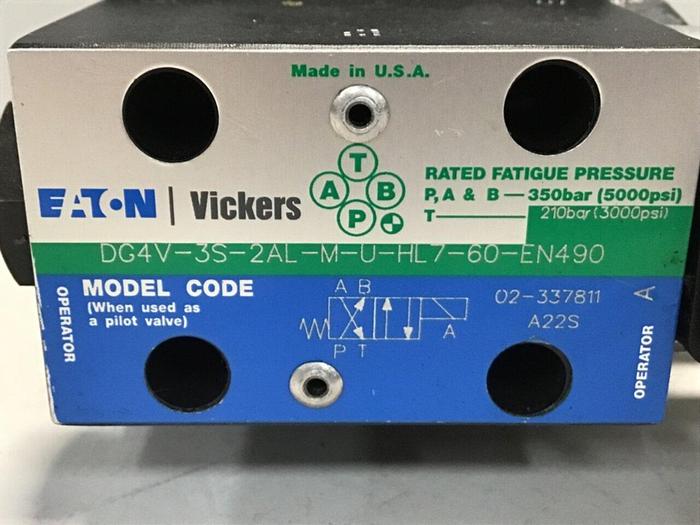 Made in U.S.A.
T
A B
P
EATON | Vickers
RATED FATIGUE PRESSURE
P, A & B — 350bar (5000psi)
T — 210bar (3000psi)
DG4V-3S-2AL-M-U-HL7-60-EN490
MODEL CODE
(When used as
a pilot valve)
OPERATOR
A B
P T
A
02-337811
A22S
OPERATOR A